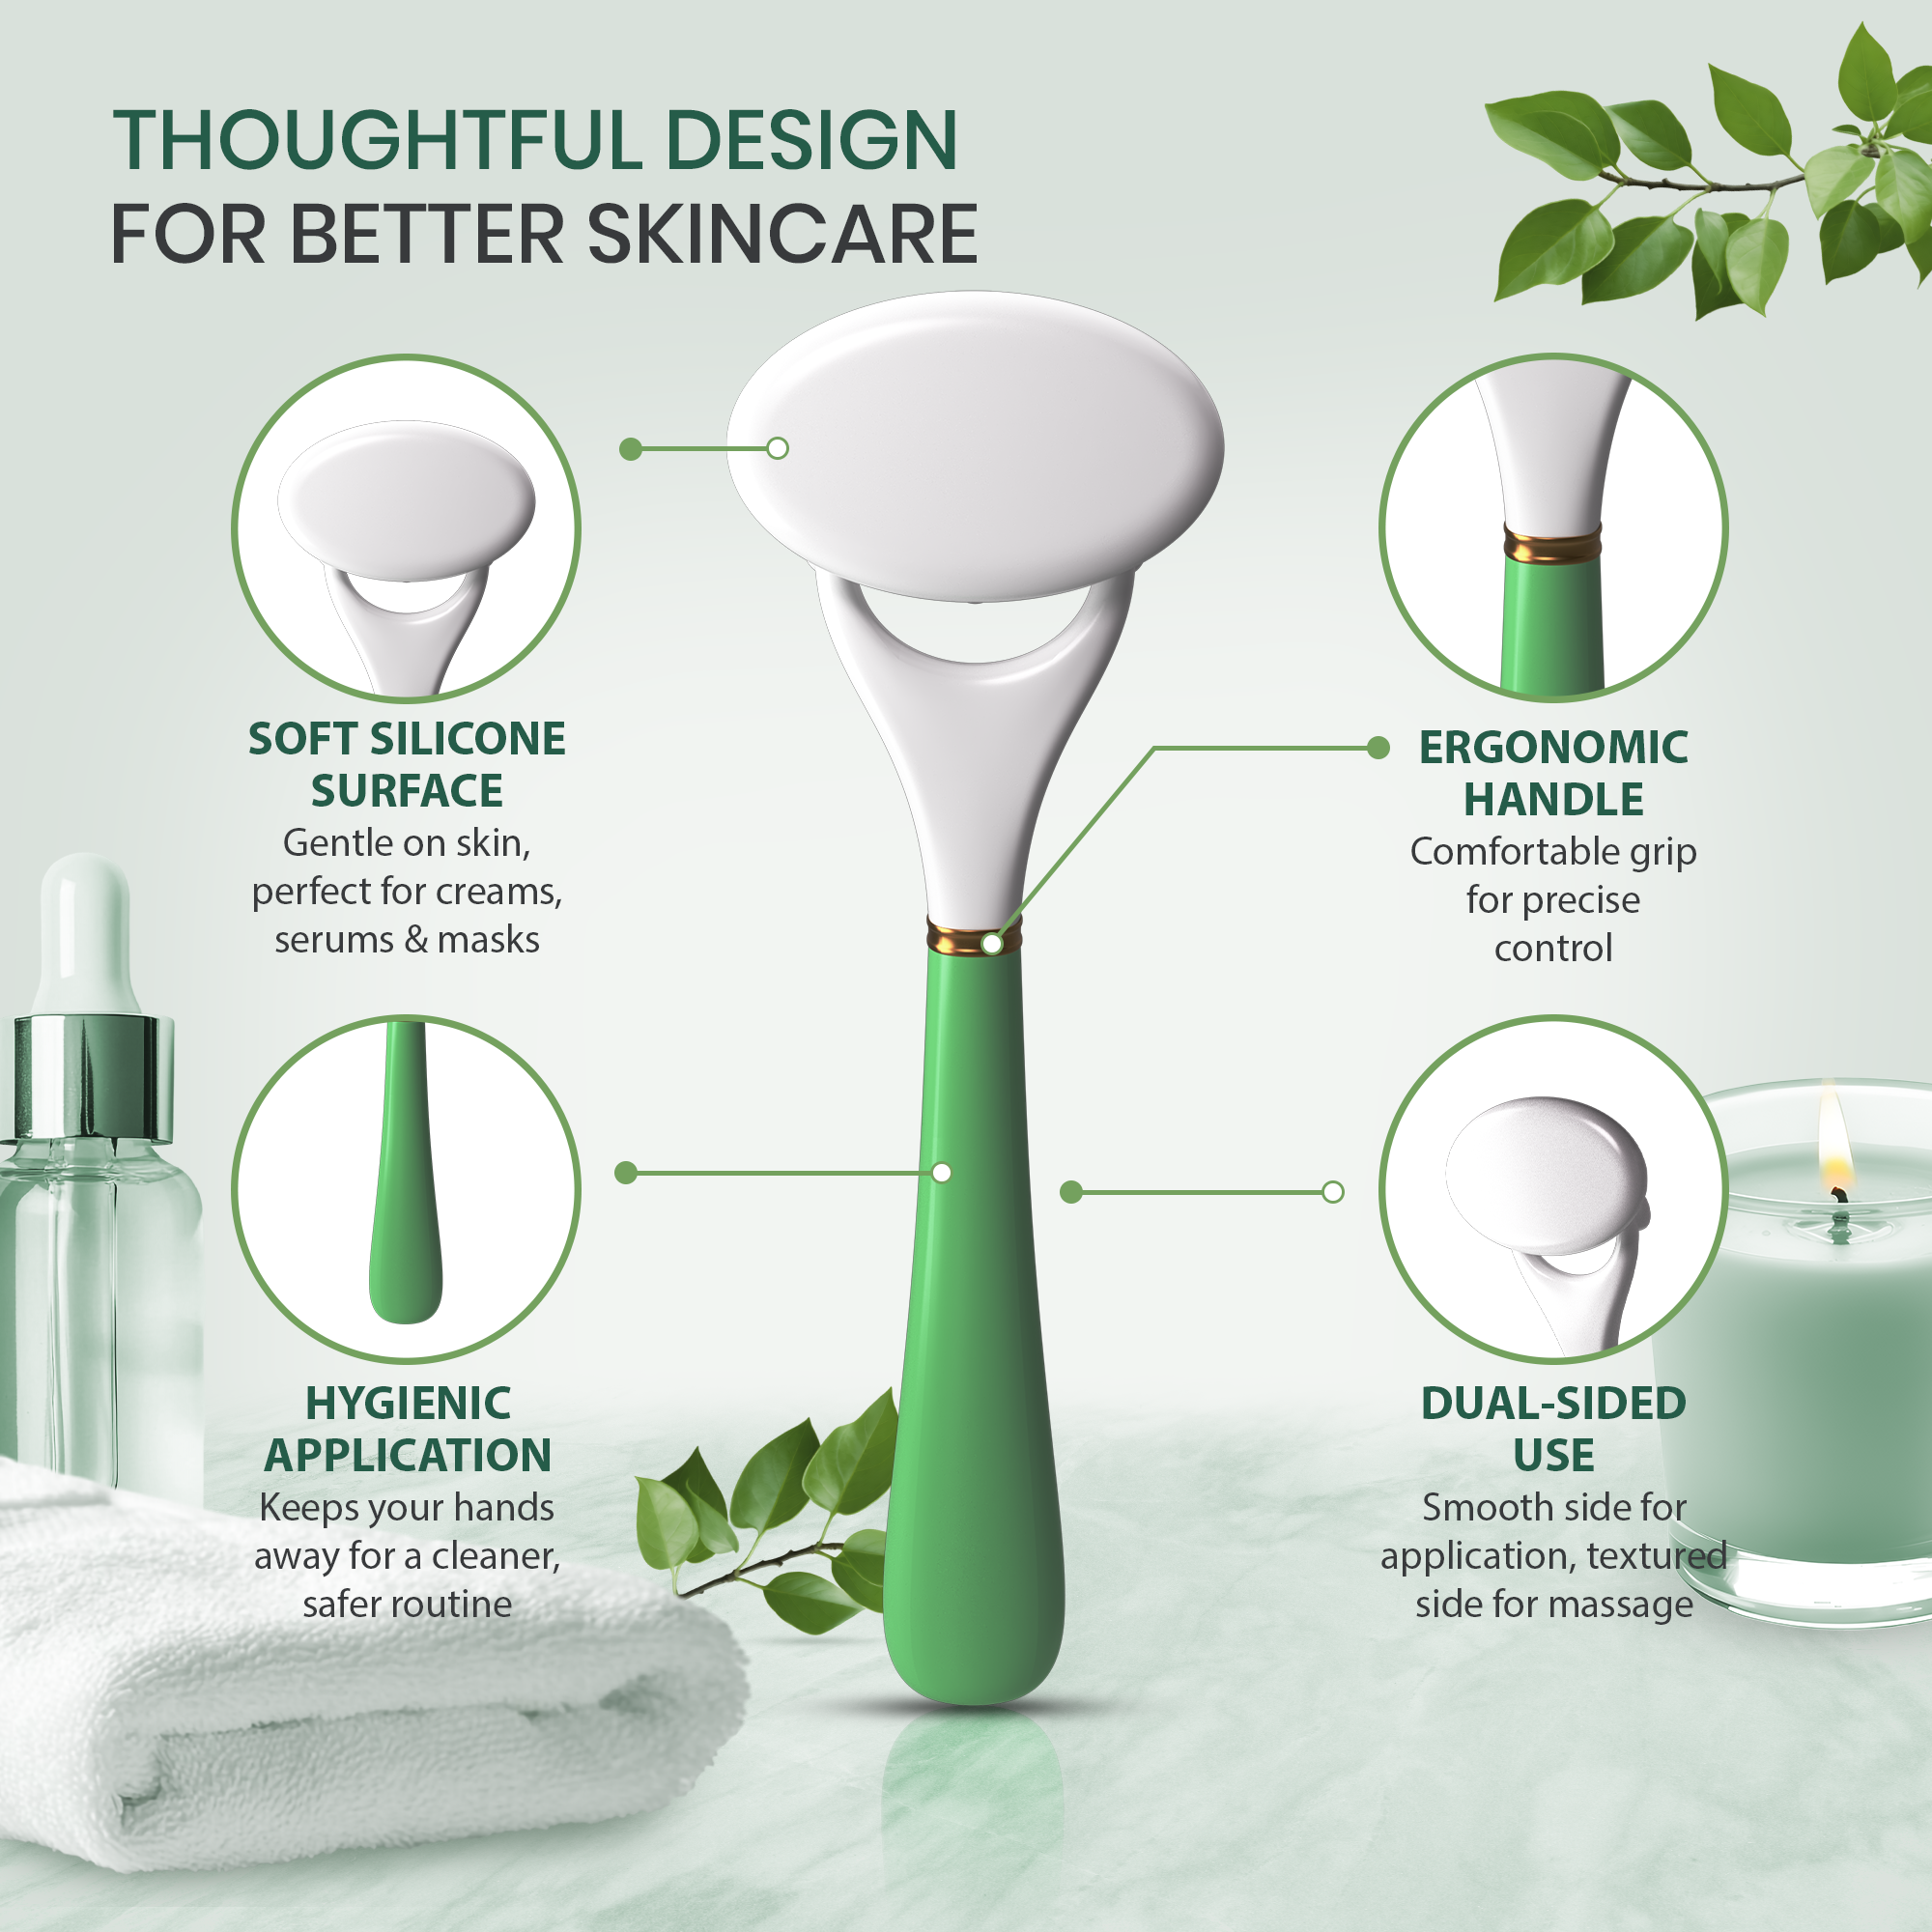 THOUGHTFUL DESIGN
FOR BETTER SKINCARE
SOFT SILICONE
SURFACE
Gentle on skin,
perfect for creams,
serums & masks
ERGONOMIC
HANDLE
Comfortable grip
for precise
control
HYGIENIC
APPLICATION
Keeps your hands
away for a cleaner,
safer routine
DUAL-SIDED
USE
Smooth side for
application, textured
side for massage